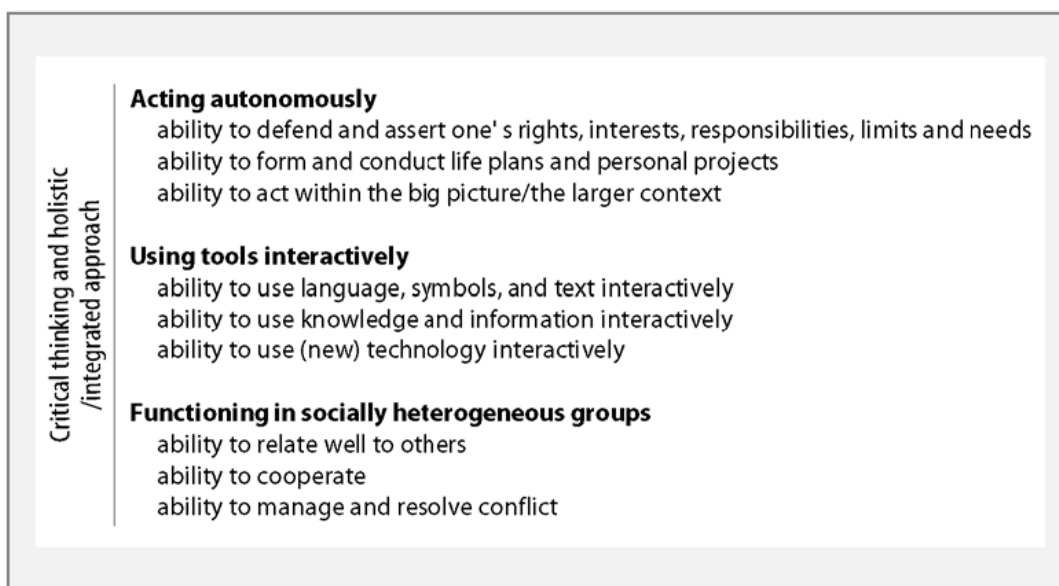 Critical thinking and holistic
/integrated approach
Acting autonomously
ability to defend and assert one' s rights, interests, responsibilities, limits and needs
ability to form and conduct life plans and personal projects
ability to act within the big picture/the larger context
Using tools interactively
ability to use language, symbols, and text interactively
ability to use knowledge and information interactively
ability to use (new) technology interactively
Functioning in socially heterogeneous groups
ability to relate well to others
ability to cooperate
ability to manage and resolve conflict